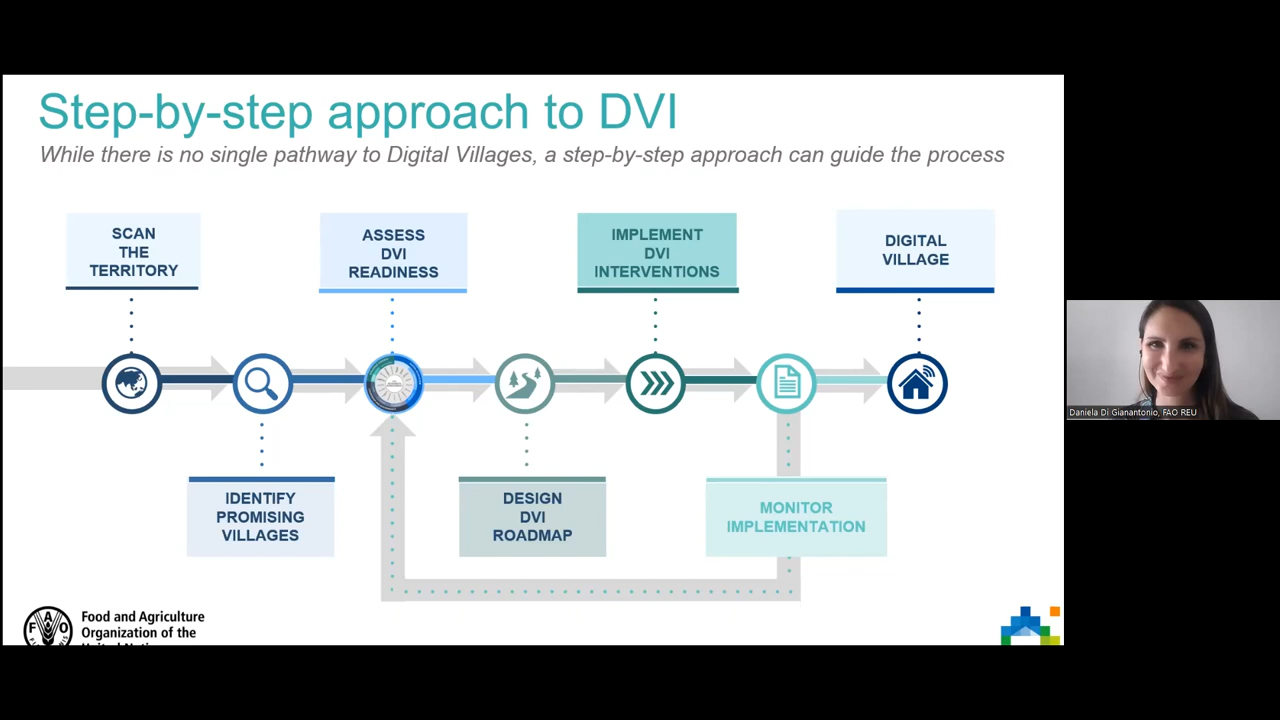 Step-by-step approach to DVI
While there is no single pathway to Digital Villages, a step-by-step approach can guide the process
SCAN
THE
TERRITORY
ASSESS
DVI
READINESS
IMPLEMENT
DVI
INTERVENTIONS
DIGITAL
VILLAGE
IDENTIFY
PROMISING
VILLAGES
DESIGN
DVI
ROADMAP
MONITOR
IMPLEMENTATION
Daniela Di Gianantonio, FAO REU
F A O
Food and Agriculture
Organization of the
United Nations